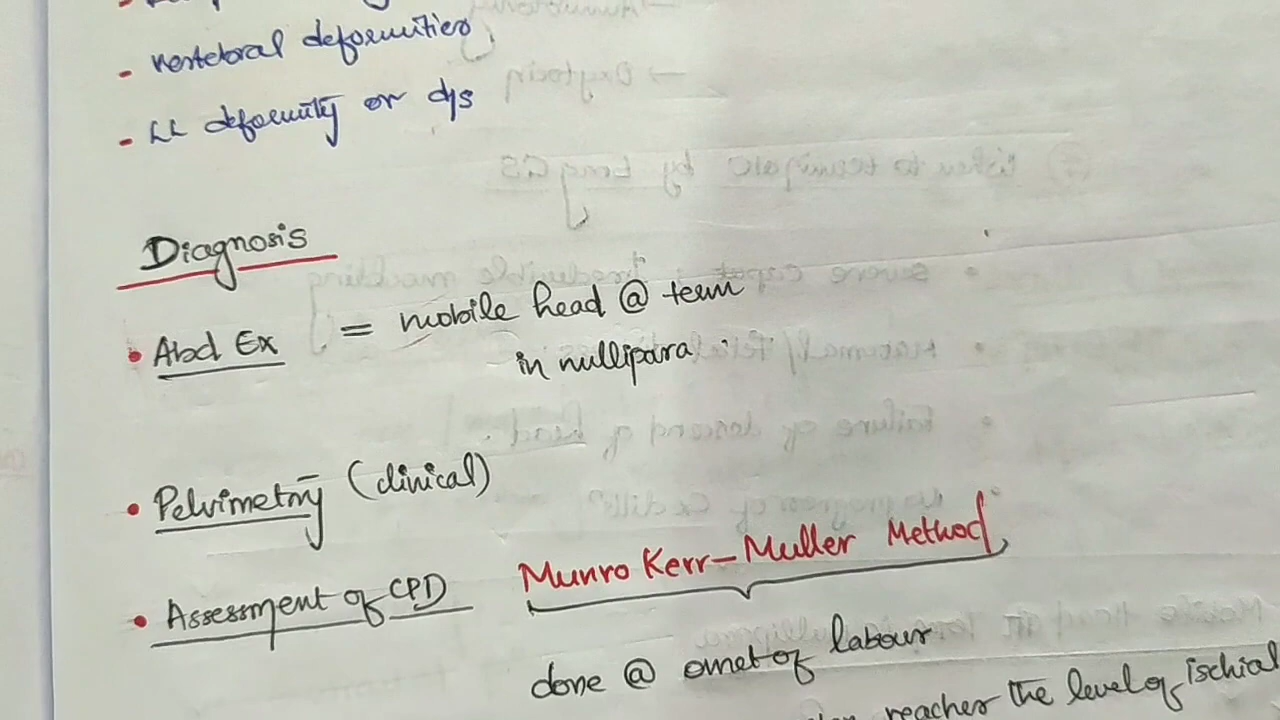 • vertebral deformities
• LL deformity or dys
Diagnosis
• Abd Ex = mobile head @ term
in nullipara.
• Pelvimetry (clinical)
• Assessment of CPD Munro Kerr-Muller Method
done @ onset of labour
reaches the level of ischial